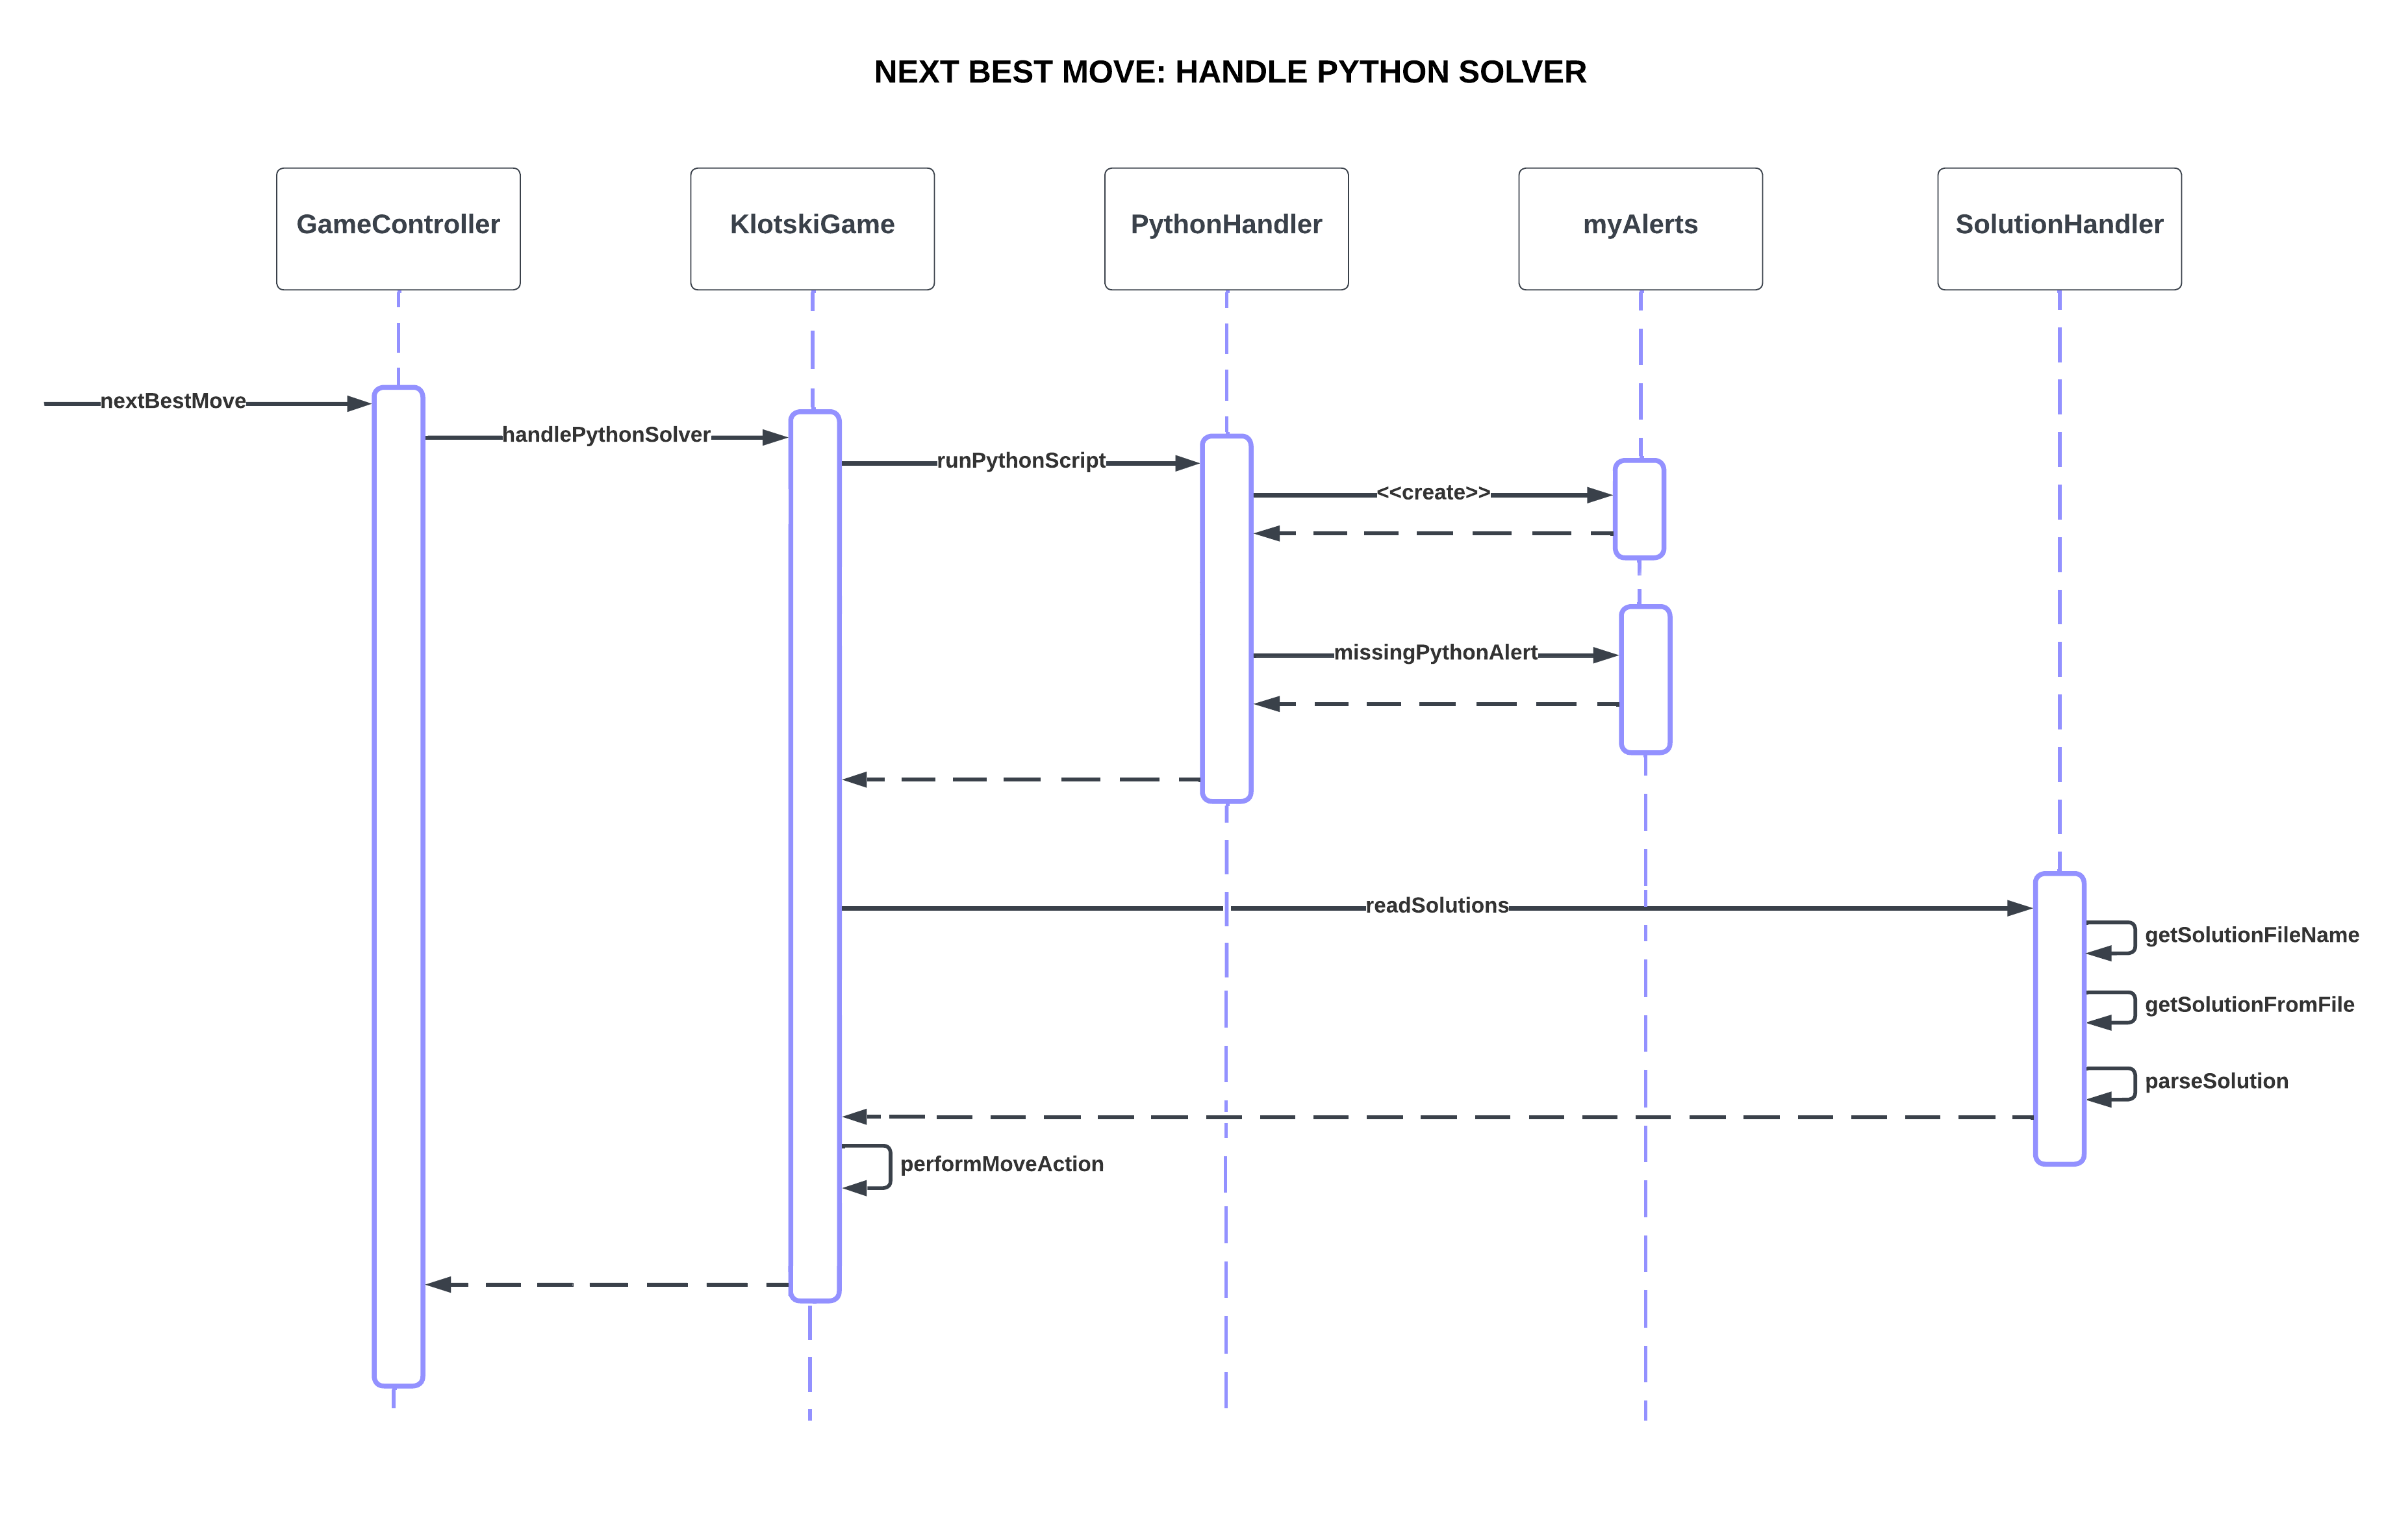 NEXT BEST MOVE: HANDLE PYTHON SOLVER
GameController
KlotskiGame
PythonHandler
myAlerts
SolutionHandler
nextBestMove
handlePythonSolver
runPythonScript
<<create>>
missingPythonAlert
readSolutions
getSolutionFileName
getSolutionFromFile
parseSolution
performMoveAction